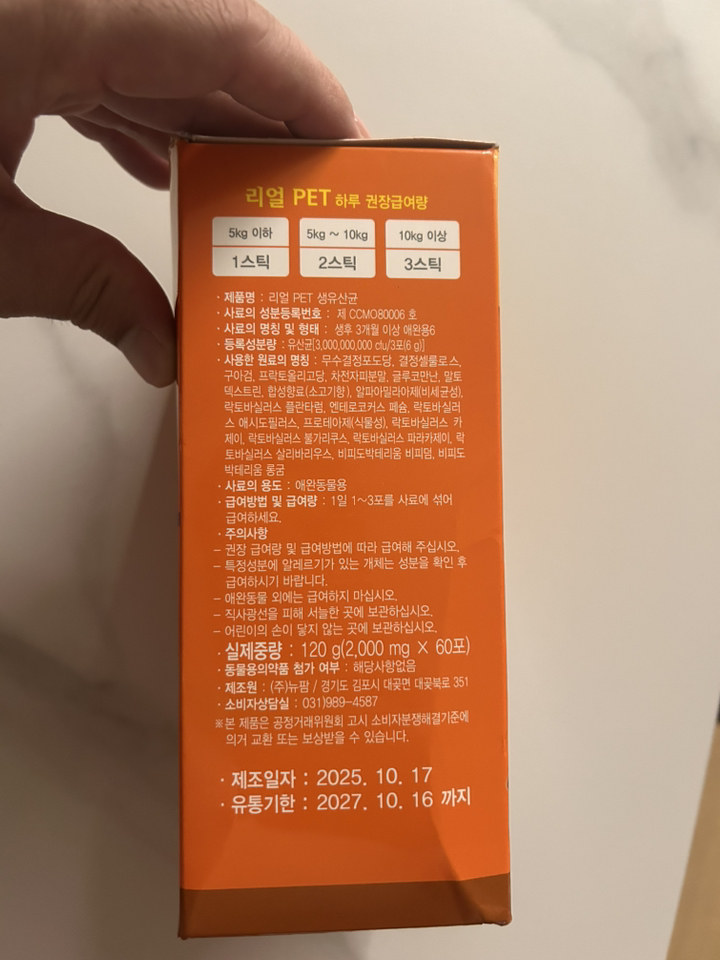 리얼 PET 하루 권장급여량
5kg 이하 5kg ~ 10kg 10kg 이상
1스틱 2스틱 3스틱
· 제품명 : 리얼 PET 생유산균
· 사료의 성분등록번호 : 제 CCMO80006 호
· 사료의 명칭 및 형태 : 생후 3개월 이상 애완용6
· 등록성분량 : 유산균[3,000,000,000 cfu/3포(6 g)]
· 사용한 원료의 명칭 : 무수결정포도당, 결정셀룰로스,
구아검, 프락토올리고당, 차전자피분말, 글루코만난, 말토
덱스트린, 합성향료(소고기향), 알파아밀라아제(비세균성),
락토바실러스 플란타럼, 엔테로코커스 페슘, 락토바실러
스 애시도필러스, 프로테아제(식물성), 락토바실러스 카
제이, 락토바실러스 불가리쿠스, 락토바실러스 파라카제이, 락
토바실러스 살리바리우스, 비피도박테리움 비피덤, 비피도
박테리움 롱굼
· 사료의 용도 : 애완동물용
· 급여방법 및 급여량 : 1일 1~3포를 사료에 섞어
급여하세요.
· 주의사항
– 권장 급여량 및 급여방법에 따라 급여해 주십시오.
– 특정성분에 알레르기가 있는 개체는 성분을 확인 후
급여하시기 바랍니다.
– 애완동물 외에는 급여하지 마십시오.
– 직사광선을 피해 서늘한 곳에 보관하십시오.
– 어린이의 손이 닿지 않는 곳에 보관하십시오.
· 실제중량 : 120 g(2,000 mg × 60포)
· 동물용의약품 첨가 여부 : 해당사항없음
· 제조원 : (주)뉴팜 / 경기도 김포시 대곶면 대곶북로 351
· 소비자상담실 : 031)989-4587
※본 제품은 공정거래위원회 고시 소비자분쟁해결기준에
의거 교환 또는 보상받을 수 있습니다.
· 제조일자 : 2025. 10. 17
· 유통기한 : 2027. 10. 16 까지